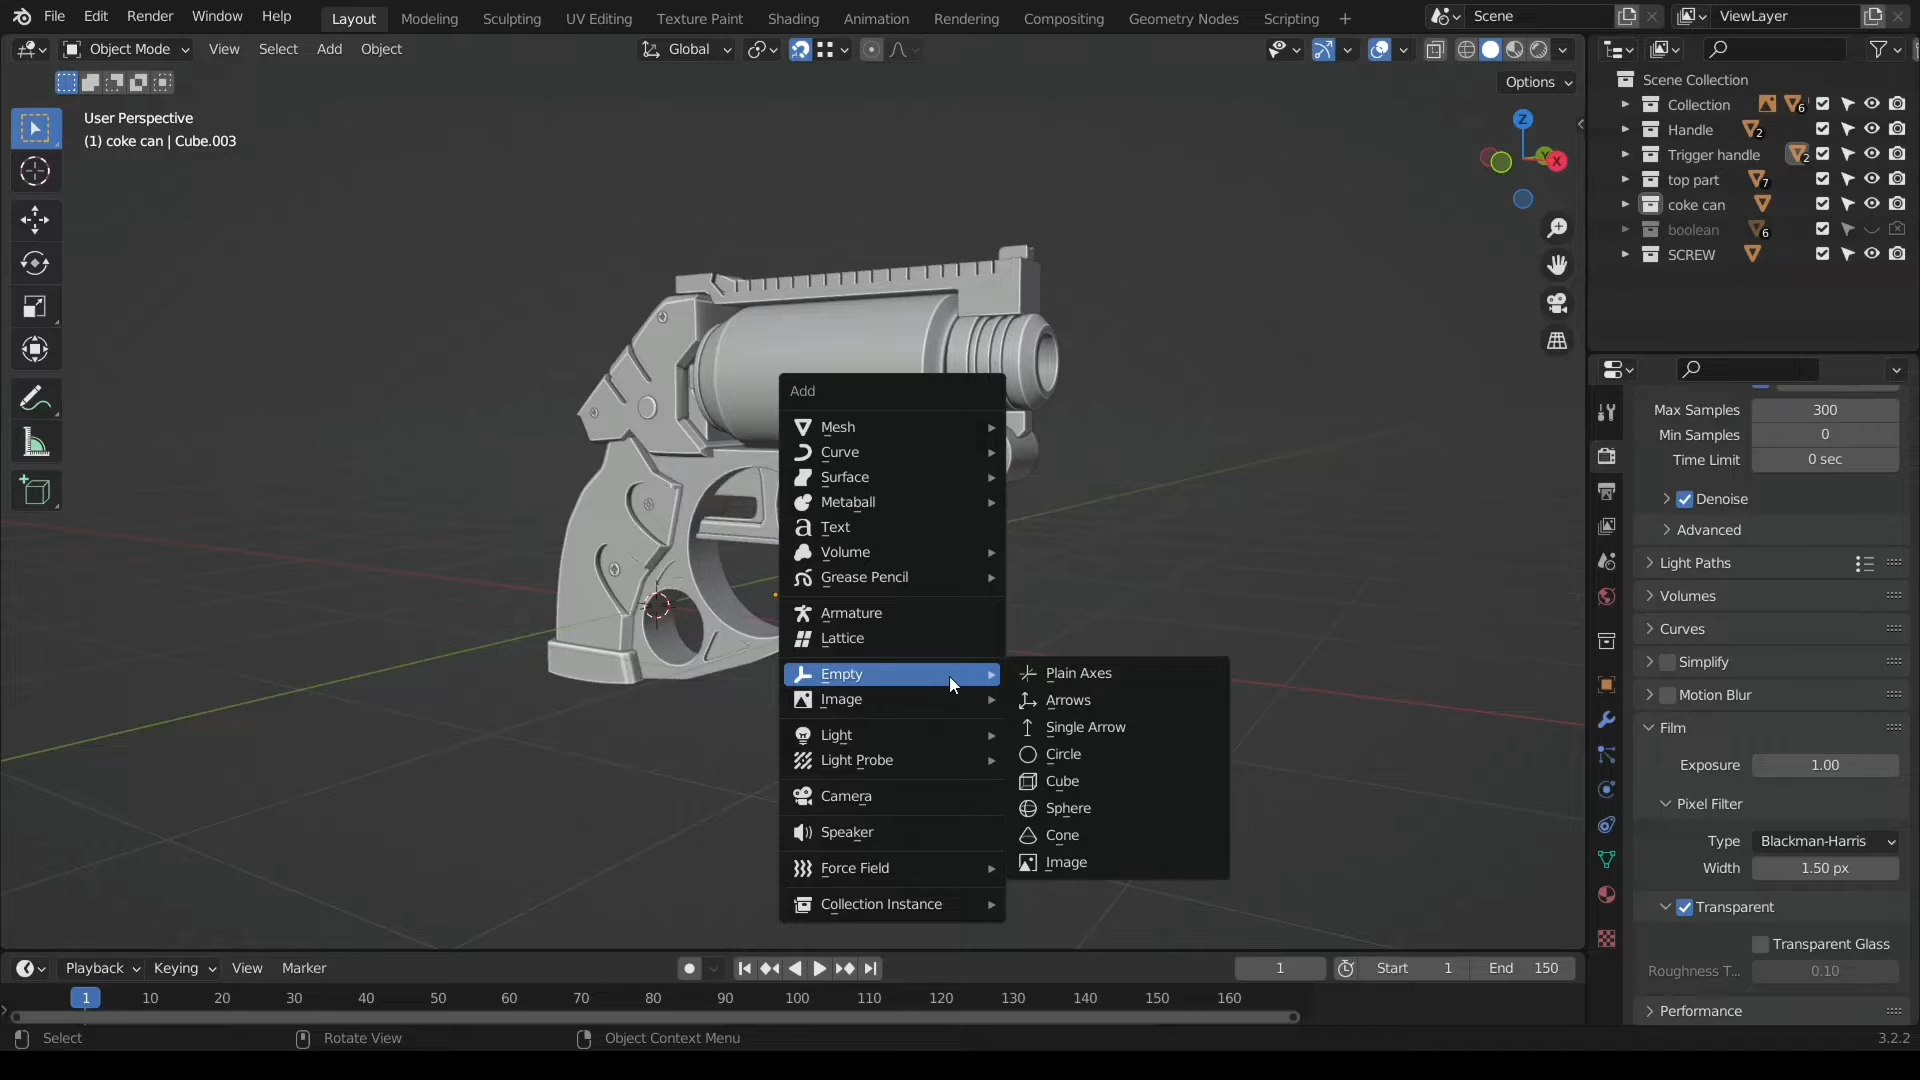 File Edit Render Window Help Layout Modeling Sculpting UV Editing Texture Paint Shading Animation Rendering Compositing Geometry Nodes Scripting + Scene ViewLayer
Object Mode View Select Add Object Global
Options
User Perspective
(1) coke can | Cube.003
Z
Y
X
Scene Collection
Collection 6
Handle 2
Trigger handle 2
top part 7
coke can
boolean 6
SCREW
Add
Mesh
Curve
Surface
Metaball
Text
Volume
Grease Pencil
Armature
Lattice
Empty
Image
Light
Light Probe
Camera
Speaker
Force Field
Collection Instance
Plain Axes
Arrows
Single Arrow
Circle
Cube
Sphere
Cone
Image
Max Samples 300
Min Samples 0
Time Limit 0 sec
Denoise
Advanced
Light Paths
Volumes
Curves
Simplify
Motion Blur
Film
Exposure 1.00
Pixel Filter
Type Blackman-Harris
Width 1.50 px
Transparent
Transparent Glass
Roughness T... 0.10
Performance
Playback Keying View Marker 1 Start 1 End 150
1 10 20 30 40 50 60 70 80 90 100 110 120 130 140 150 160
Select Rotate View Object Context Menu 3.2.2